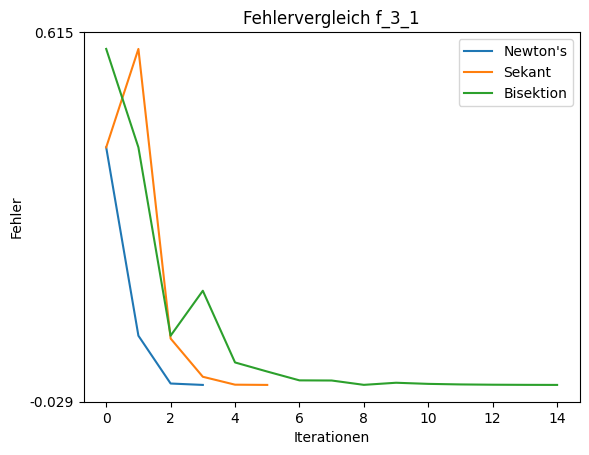 Fehlervergleich f_3_1
0.615
Newton's
Sekant
Bisektion
Fehler
-0.029
0 2 4 6 8 10 12 14
Iterationen